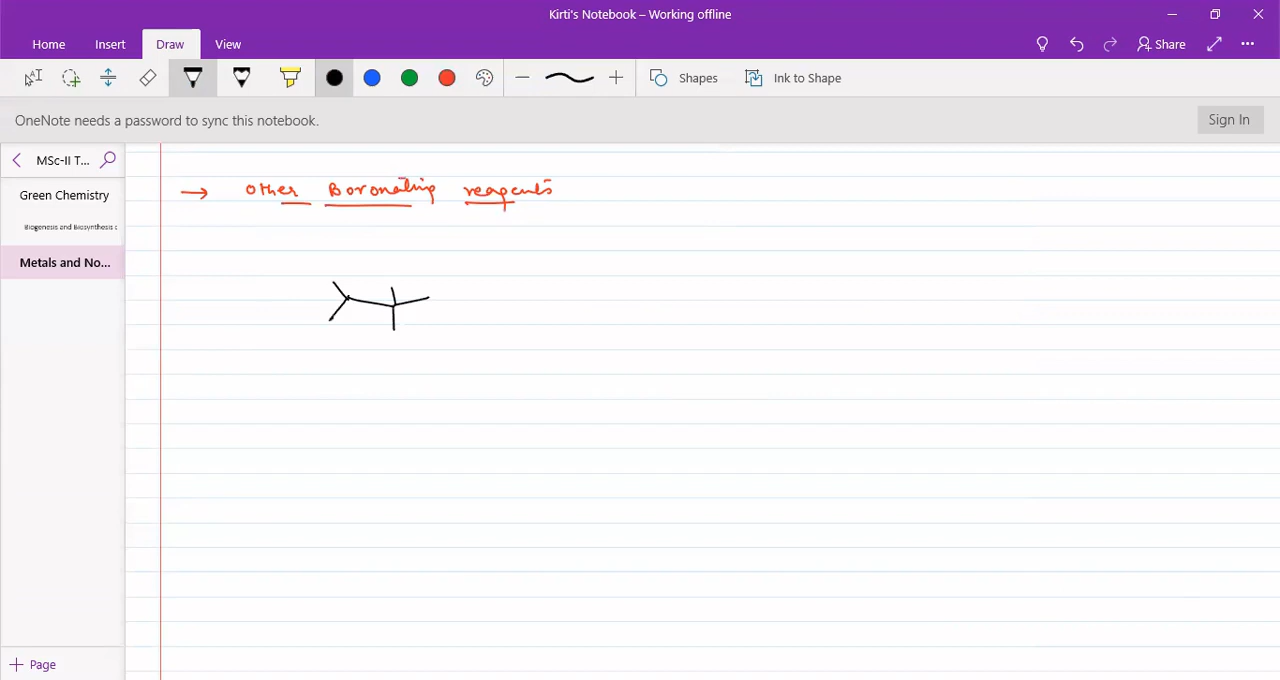 Kirti's Notebook – Working offline
Home Insert Draw View
Share
Shapes Ink to Shape
OneNote needs a password to sync this notebook.
Sign In
MSc-II T...
Green Chemistry
Biogenesis and Biosynthesis o
Metals and No...
→ Other Boronating reagents
Page